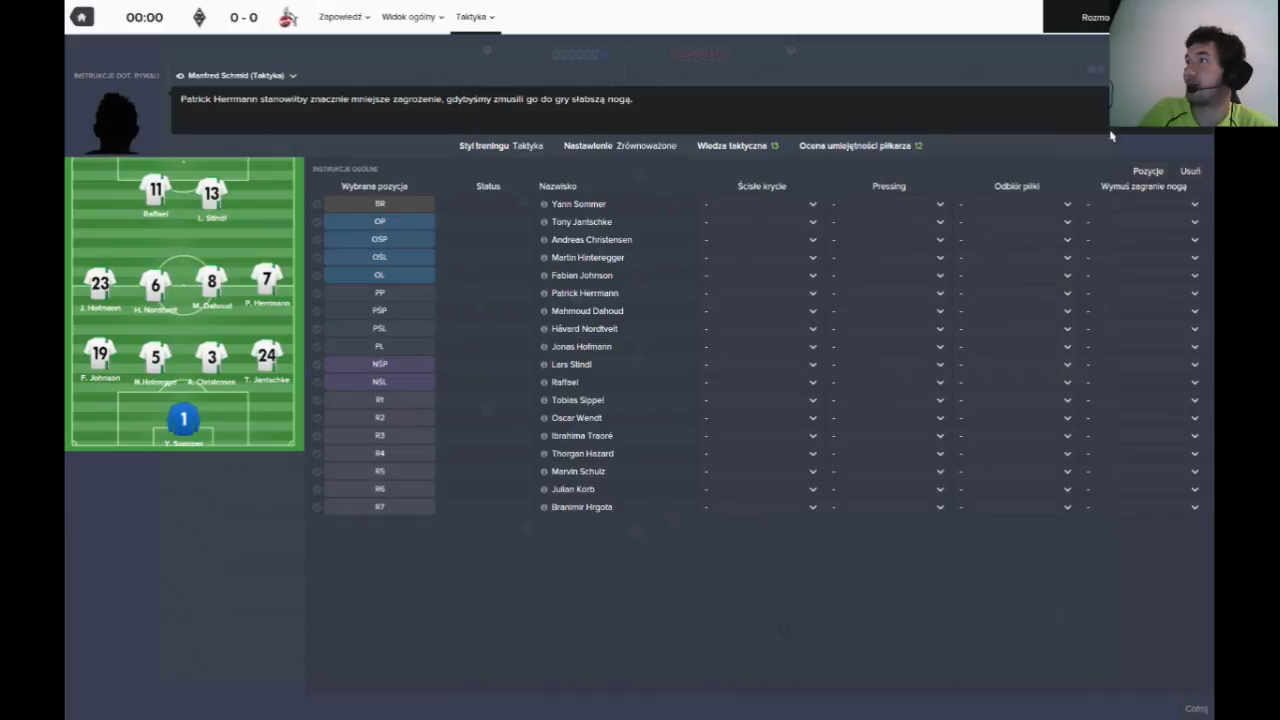 00:00 0 - 0 Zapowiedź Widok ogólny Taktyka Rozmo
INSTRUKCJE DOT. RYWALI Manfred Schmid (Taktyka)
Patrick Herrmann stanowiłby znacznie mniejsze zagrożenie, gdybyśmy zmusili go do gry słabszą nogą.
Styl treningu Taktyka Nastawienie Zrównoważone Wiedza taktyczna 13 Ocena umiejętności piłkarza 12
INSTRUKCJE OGÓLNE Pozycje Usuń
Wybrana pozycja Status Nazwisko Ścisłe krycie Pressing Odbiór piłki Wymuś zagranie nogą
BR Yann Sommer - - - -
OP Tony Jantschke - - - -
OŚP Andreas Christensen - - - -
OŚL Martin Hinteregger - - - -
OL Fabian Johnson - - - -
PP Patrick Herrmann - - - -
PŚP Mahmoud Dahoud - - - -
PŚL Håvard Nordtveit - - - -
PL Jonas Hofmann - - - -
NŚP Lars Stindl - - - -
NŚL Raffael - - - -
R1 Tobias Sippel - - - -
R2 Oscar Wendt - - - -
R3 Ibrahima Traoré - - - -
R4 Thorgan Hazard - - - -
R5 Marvin Schulz - - - -
R6 Julian Korb - - - -
R7 Branimir Hrgota - - - -
11 13
Raffael L. Stindl
23 6 8 7
J. Hofmann H. Nordtveit M. Dahoud P. Herrmann
19 5 3 24
F. Johnson M. Hinteregger A. Christensen T. Jantschke
1
Y. Sommer
Cofnij